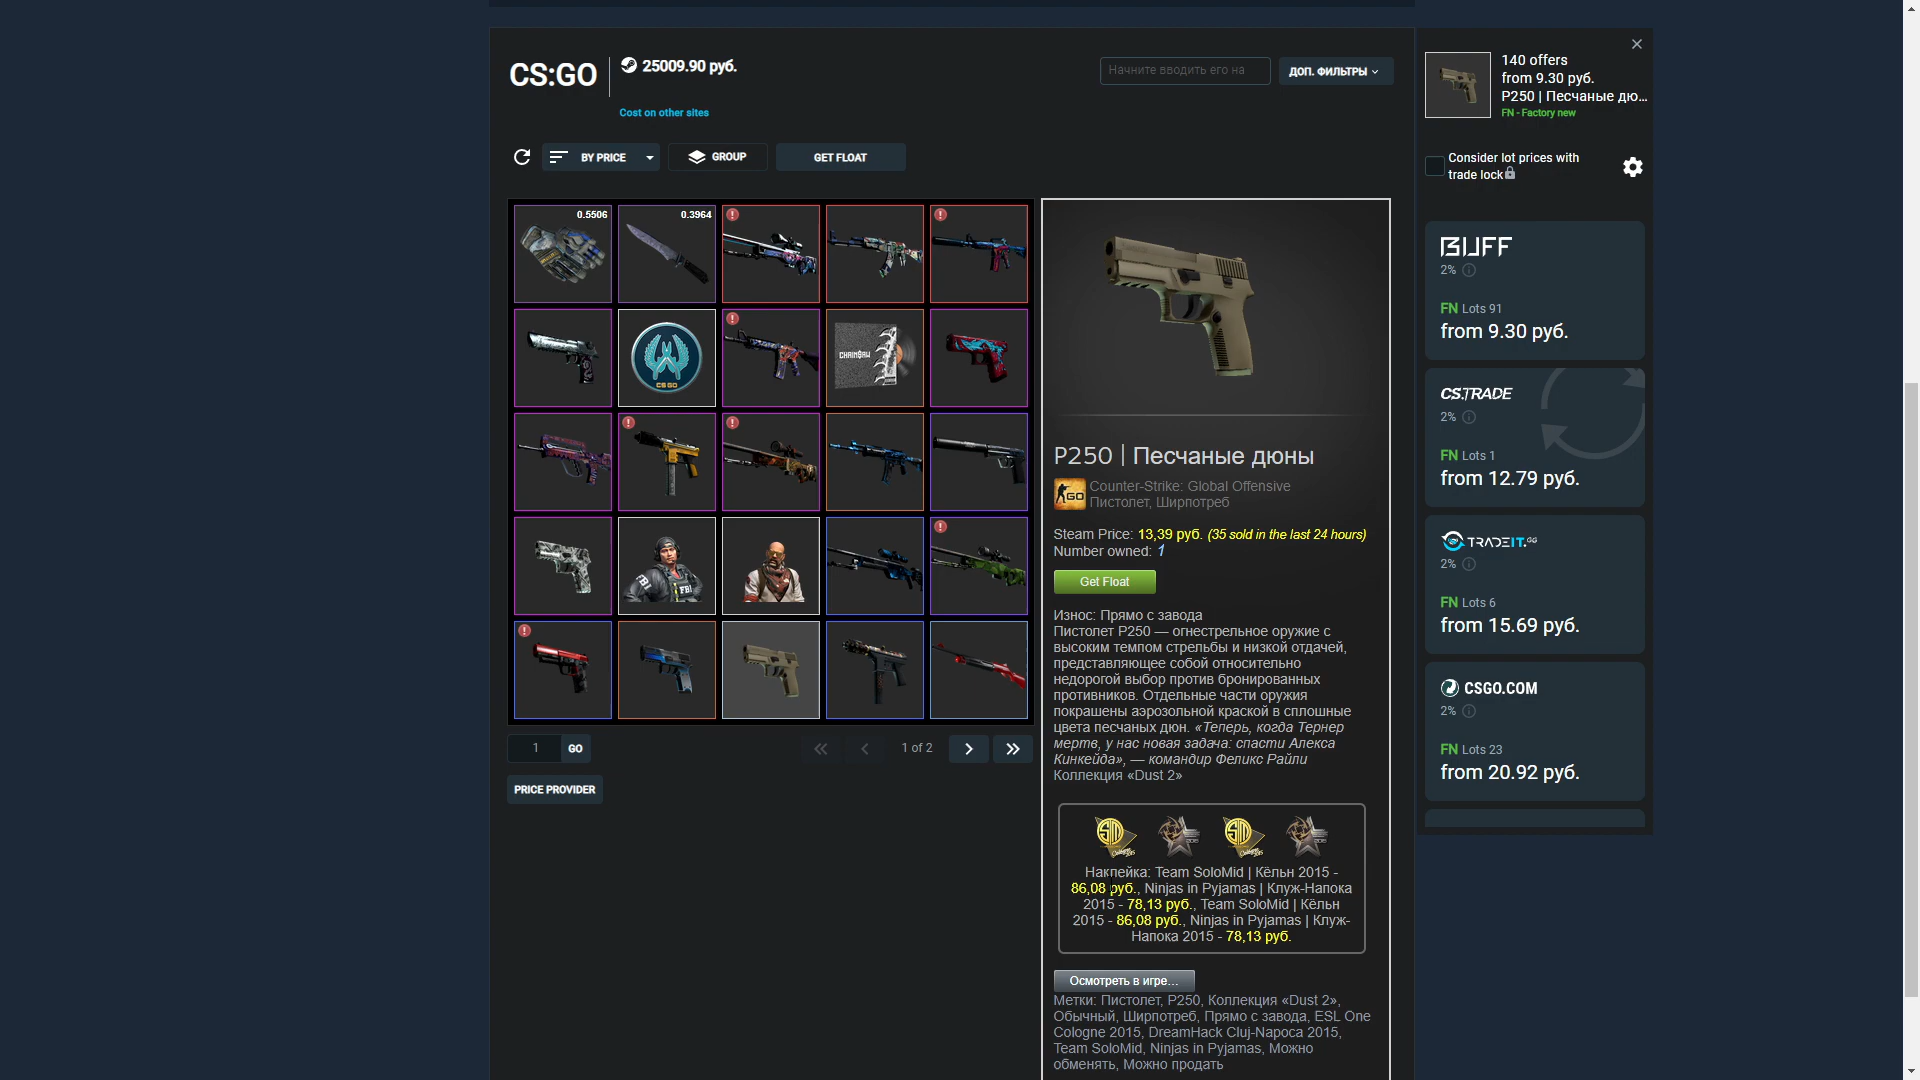 CS:GO
25009.90 руб.
Cost on other sites
Начните вводить его на
ДОП. ФИЛЬТРЫ
BY PRICE
GROUP
GET FLOAT
0.5506
0.3964
CHAIN$AW
CS GO
FBI
FBI
1
GO
1 of 2
PRICE PROVIDER
P250 | Песчаные дюны
GO
Counter-Strike: Global Offensive
Пистолет, Ширпотреб
Steam Price: 13,39 руб. (35 sold in the last 24 hours)
Number owned: 1
Get Float
Износ: Прямо с завода
Пистолет P250 — огнестрельное оружие с
высоким темпом стрельбы и низкой отдачей,
представляющее собой относительно
недорогой выбор против бронированных
противников. Отдельные части оружия
покрашены аэрозольной краской в сплошные
цвета песчаных дюн. «Теперь, когда Тернер
мертв, у нас новая задача: спасти Алекса
Кинкейда», — командир Феликс Райли
Коллекция «Dust 2»
Наклейка: Team SoloMid | Кёльн 2015 -
86,08 руб., Ninjas in Pyjamas | Клуж-Напока
2015 - 78,13 руб., Team SoloMid | Кёльн
2015 - 86,08 руб., Ninjas in Pyjamas | Клуж-
Напока 2015 - 78,13 руб.
Осмотреть в игре…
Метки: Пистолет, P250, Коллекция «Dust 2»,
Обычный, Ширпотреб, Прямо с завода, ESL One
Cologne 2015, DreamHack Cluj-Napoca 2015,
Team SoloMid, Ninjas in Pyjamas, Можно
обменять, Можно продать
140 offers
from 9.30 руб.
P250 | Песчаные дю...
FN - Factory new
Consider lot prices with
trade lock
BUFF
2%
FN Lots 91
from 9.30 руб.
CS.TRADE
2%
FN Lots 1
from 12.79 руб.
TRADEIT.GG
2%
FN Lots 6
from 15.69 руб.
CSGO.COM
2%
FN Lots 23
from 20.92 руб.